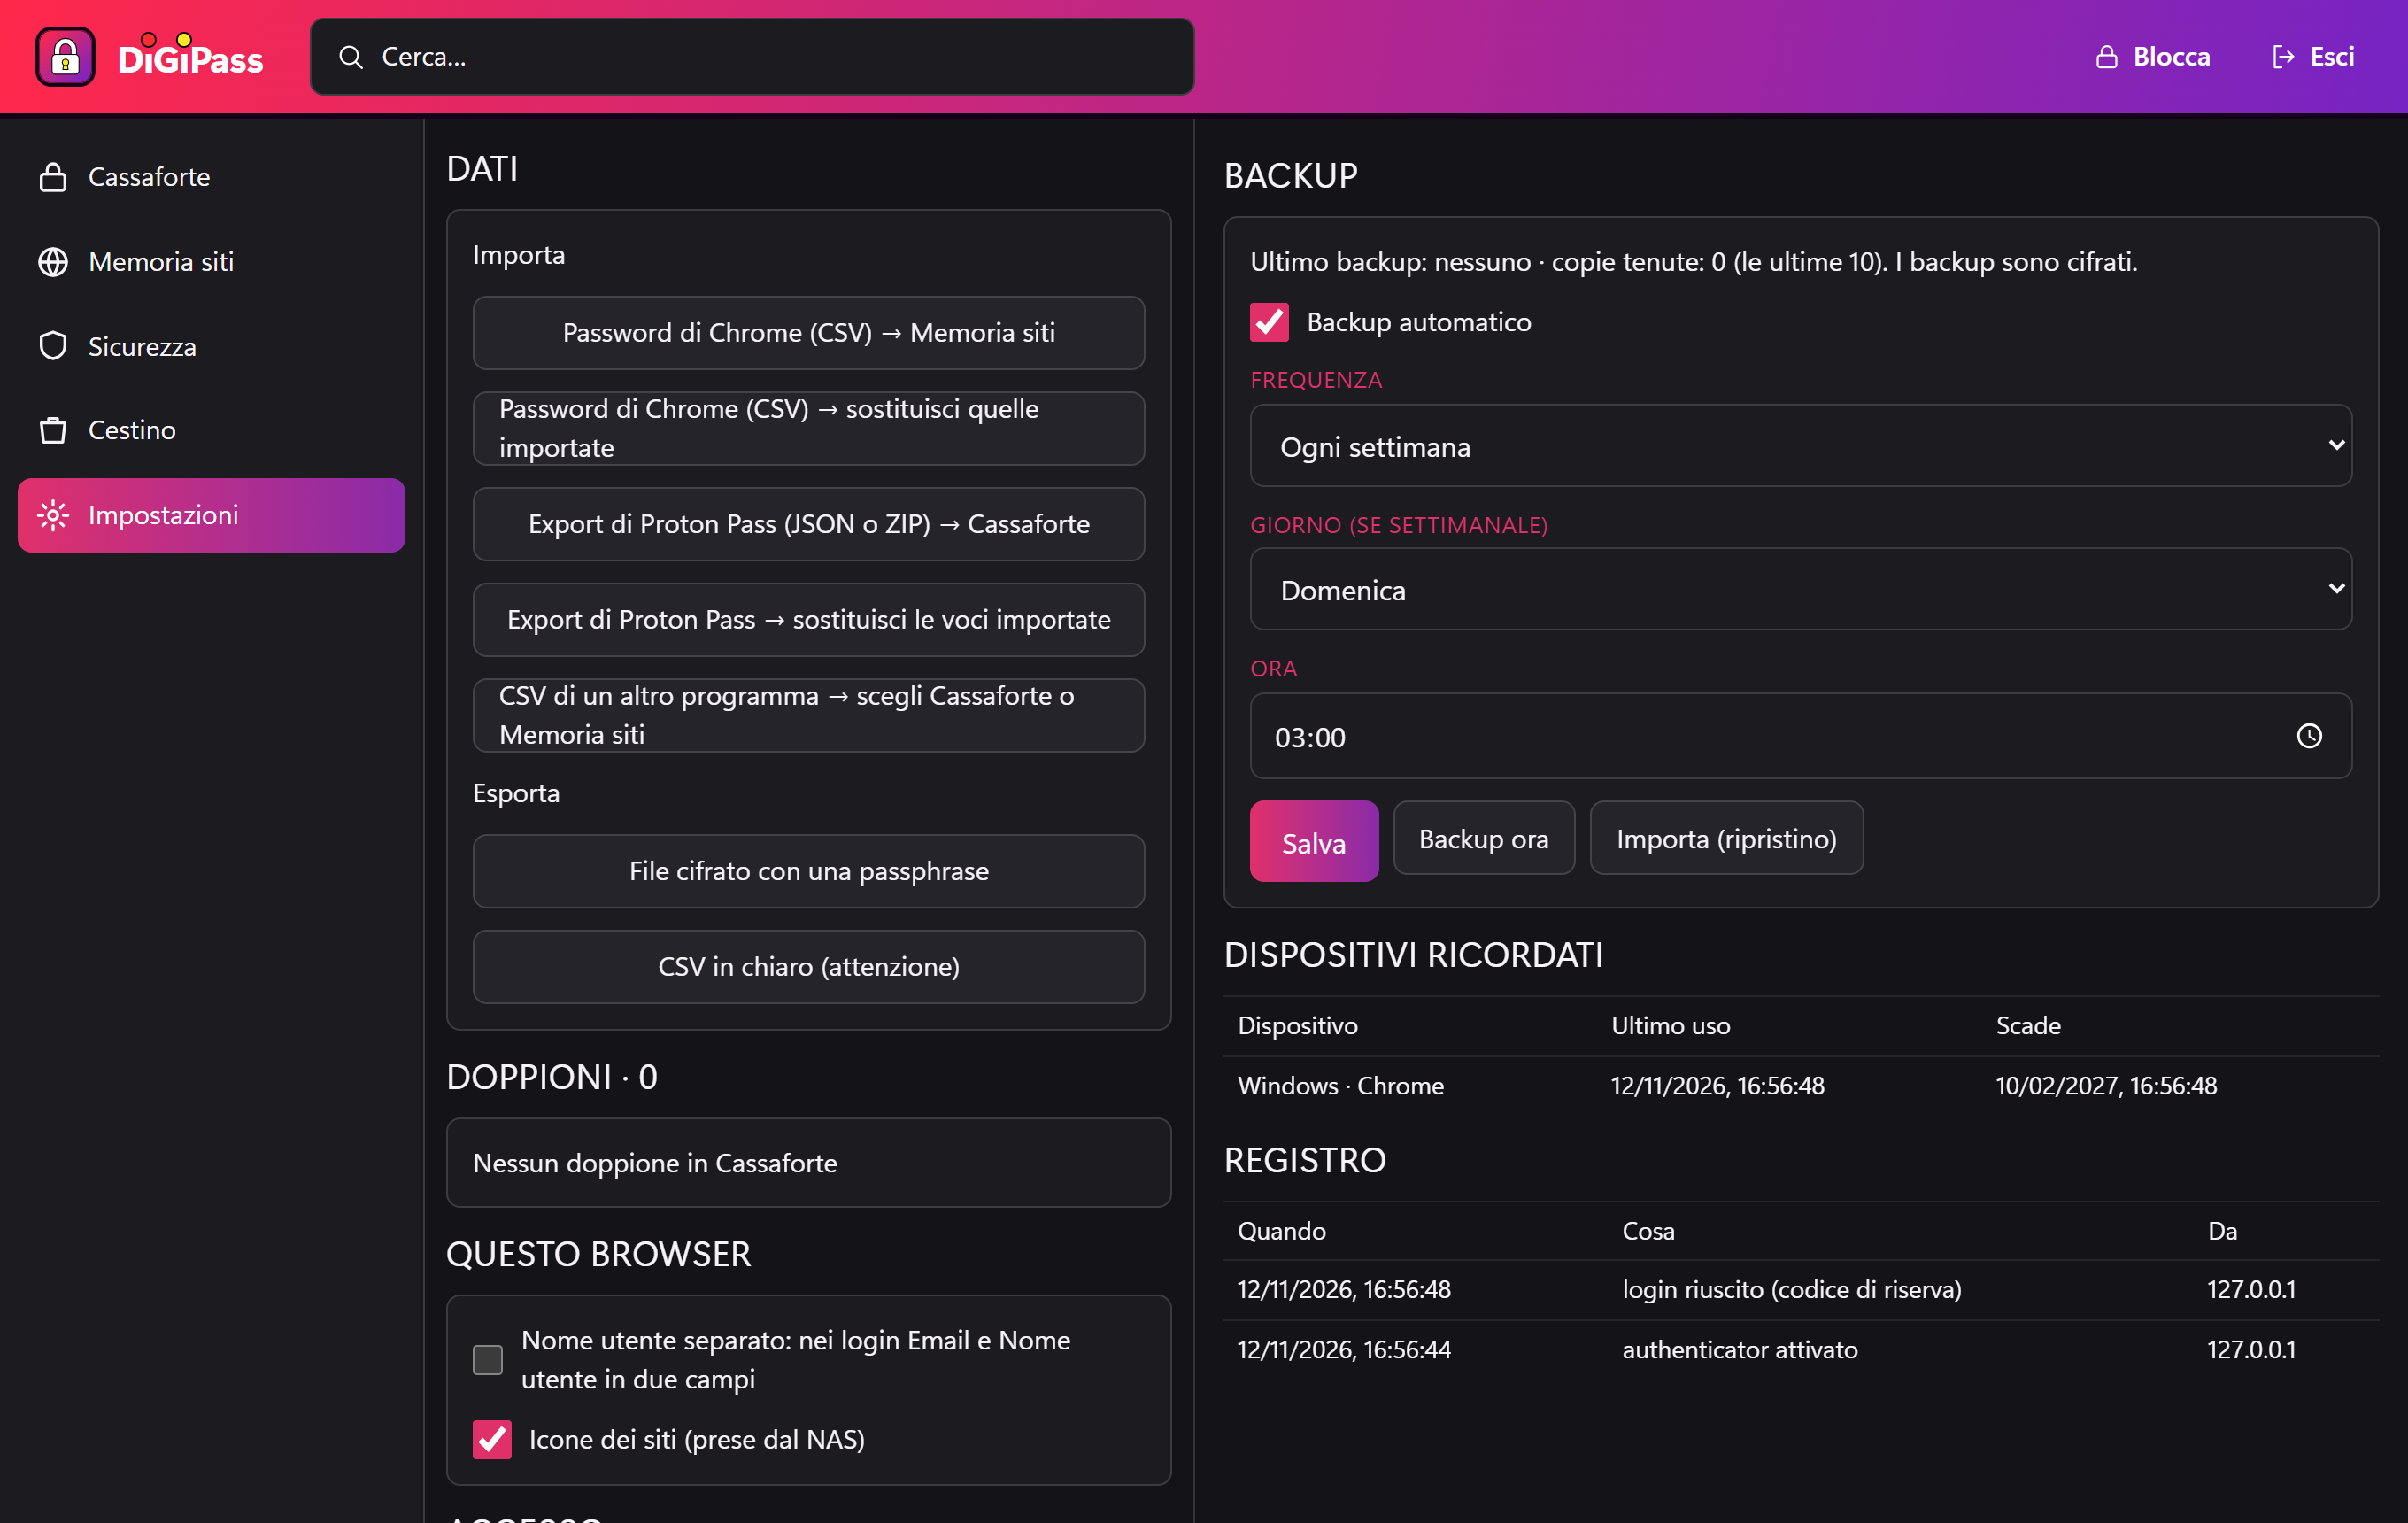 DiGiPass
Cerca...
Blocca
Esci
Cassaforte
Memoria siti
Sicurezza
Cestino
Impostazioni
DATI
Importa
Password di Chrome (CSV) → Memoria siti
Password di Chrome (CSV) → sostituisci quelle
importate
Export di Proton Pass (JSON o ZIP) → Cassaforte
Export di Proton Pass → sostituisci le voci importate
CSV di un altro programma → scegli Cassaforte o
Memoria siti
Esporta
File cifrato con una passphrase
CSV in chiaro (attenzione)
DOPPIONI · 0
Nessun doppione in Cassaforte
QUESTO BROWSER
Nome utente separato: nei login Email e Nome
utente in due campi
Icone dei siti (prese dal NAS)
BACKUP
Ultimo backup: nessuno · copie tenute: 0 (le ultime 10). I backup sono cifrati.
Backup automatico
FREQUENZA
Ogni settimana
GIORNO (SE SETTIMANALE)
Domenica
ORA
03:00
Salva
Backup ora
Importa (ripristino)
DISPOSITIVI RICORDATI
Dispositivo Ultimo uso Scade
Windows · Chrome 12/11/2026, 16:56:48 10/02/2027, 16:56:48
REGISTRO
Quando Cosa Da
12/11/2026, 16:56:48 login riuscito (codice di riserva) 127.0.0.1
12/11/2026, 16:56:44 authenticator attivato 127.0.0.1